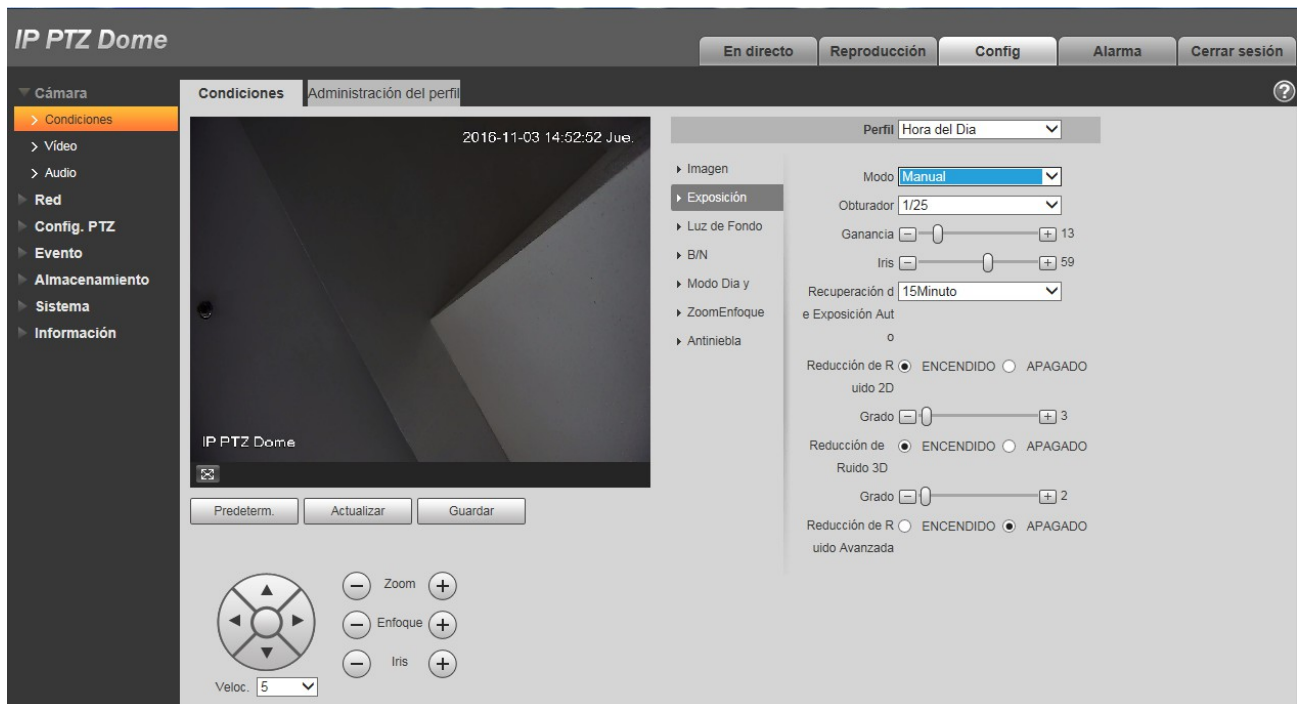 IP PTZ Dome
En directo
Reproducción
Config
Alarma
Cerrar sesión
Cámara
Condiciones
Vídeo
Audio
Red
Config. PTZ
Evento
Almacenamiento
Sistema
Información
Condiciones
Administración del perfil
?
2016-11-03 14:52:52 Jue.
IP PTZ Dome
Predeterm.
Actualizar
Guardar
Zoom
Enfoque
Iris
Veloc. 5
Perfil Hora del Dia
Imagen
Exposición
Luz de Fondo
B/N
Modo Dia y
ZoomEnfoque
Antiniebla
Modo Manual
Obturador 1/25
Ganancia 13
Iris 59
Recuperación d 15Minuto
e Exposición Aut
o
Reducción de R ENCENDIDO APAGADO
uido 2D
Grado 3
Reducción de ENCENDIDO APAGADO
Ruido 3D
Grado 2
Reducción de R ENCENDIDO APAGADO
uido Avanzada